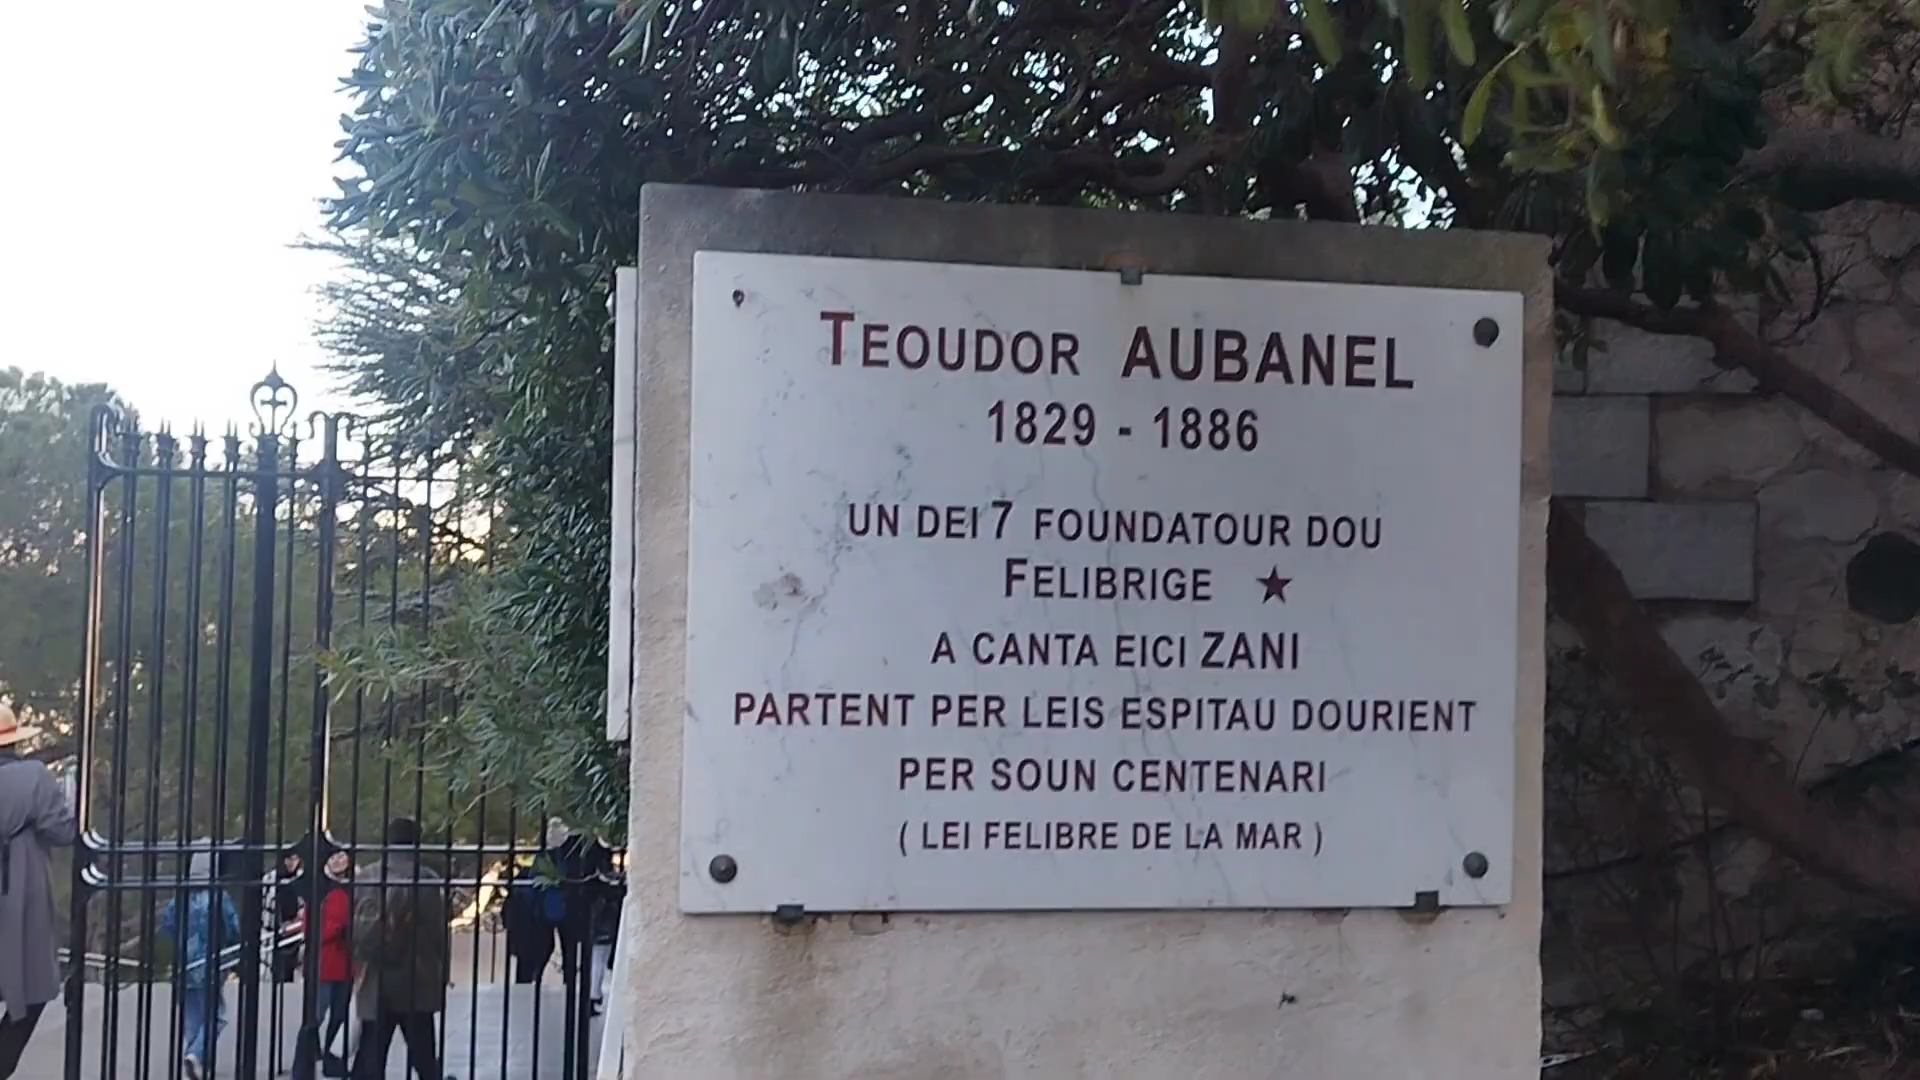 TEOUDOR AUBANEL
1829 - 1886
UN DEI 7 FOUNDATOUR DOU
FELIBRIGE ★
A CANTA EICI ZANI
PARTENT PER LEIS ESPITAU DOURIENT
PER SOUN CENTENARI
( LEI FELIBRE DE LA MAR )